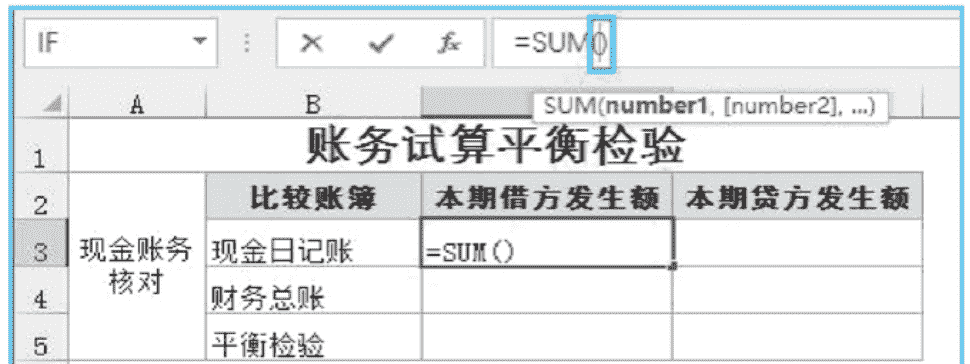 IF =SUM()
SUM(number1, [number2], ...)
A B
1 账务试算平衡检验
2 比较账簿 本期借方发生额 本期贷方发生额
3 现金账务核对 现金日记账 =SUM()
4 财务总账
5 平衡检验